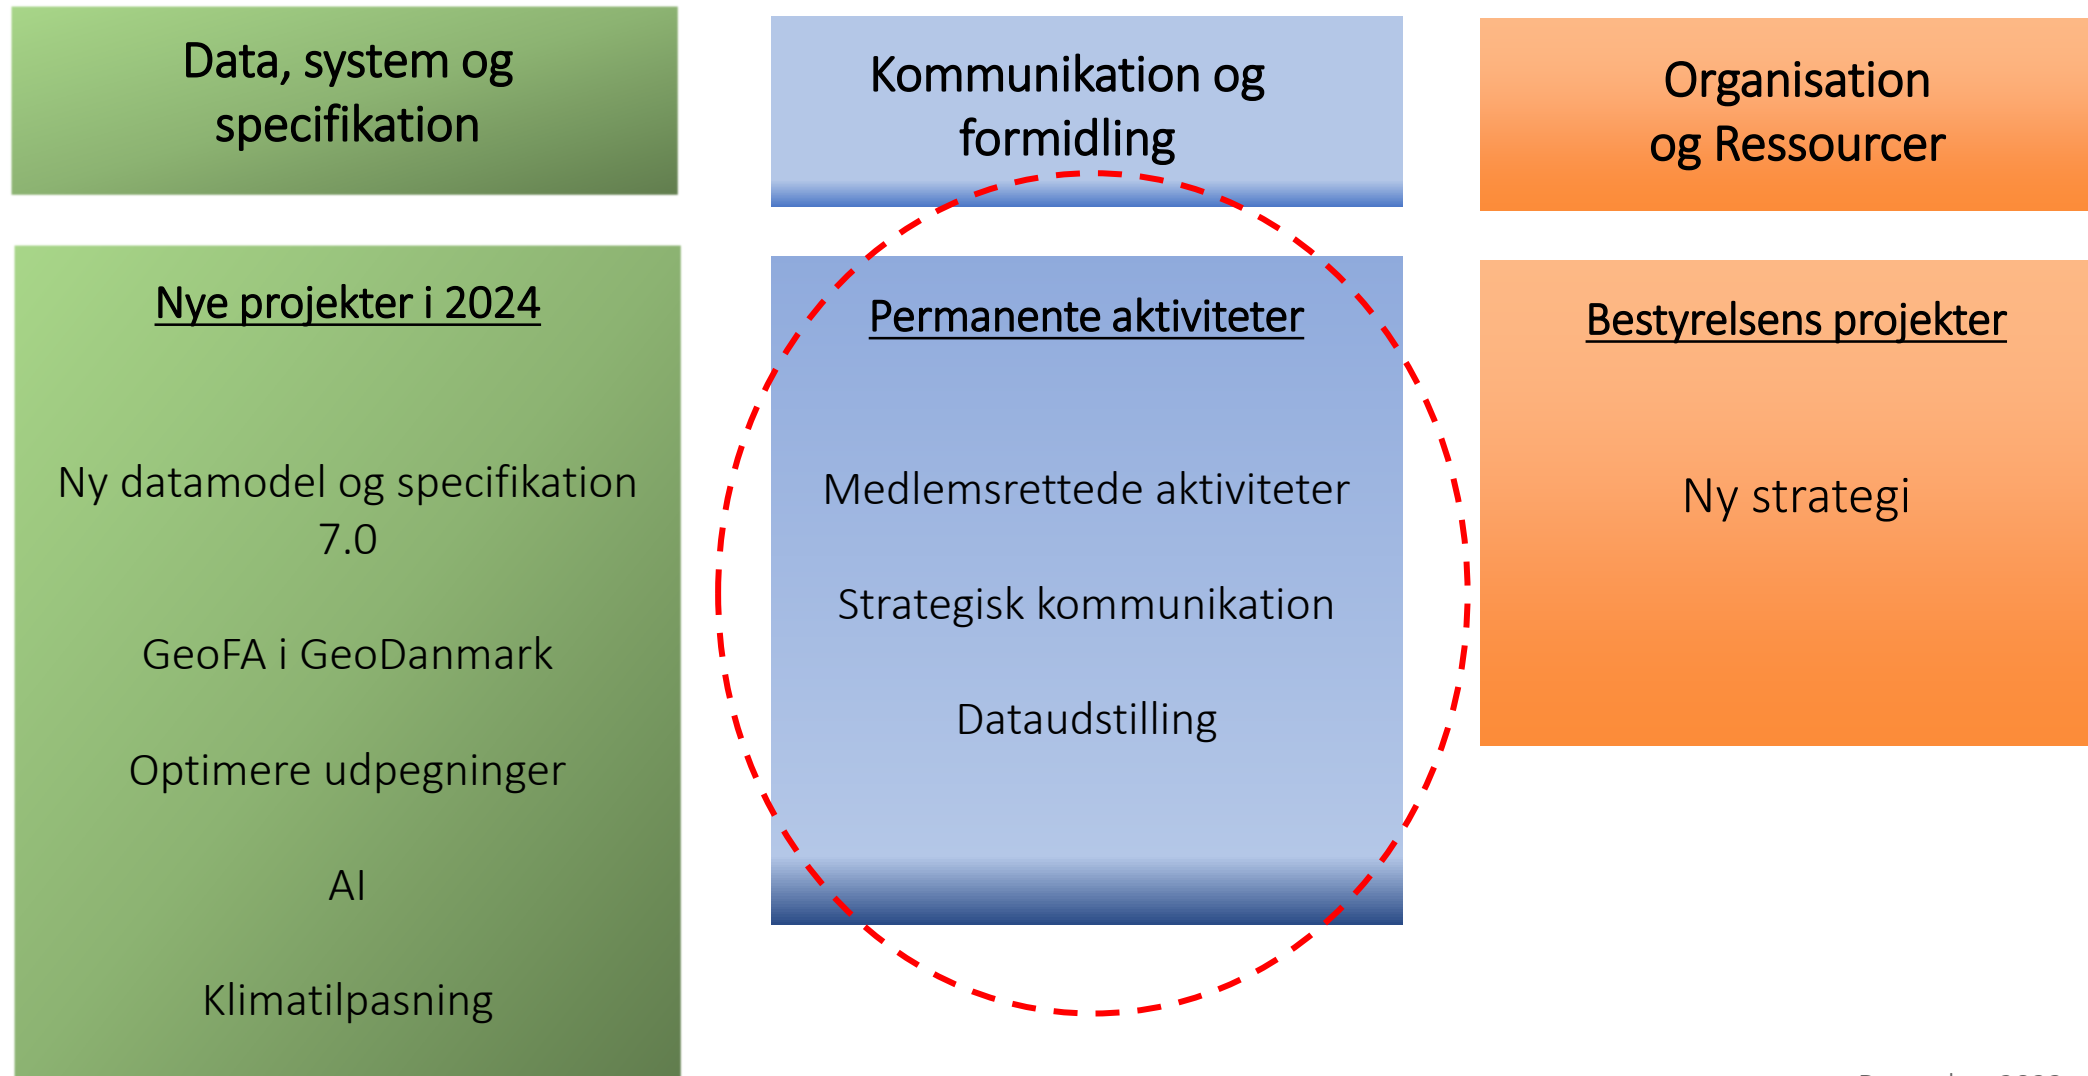 Data, system og
specifikation
Kommunikation og
formidling
Organisation
og Ressourcer
Nye projekter i 2024
Ny datamodel og specifikation
7.0
GeoFA i GeoDanmark
Optimere udpegninger
AI
Klimatilpasning
Permanente aktiviteter
Medlemsrettede aktiviteter
Strategisk kommunikation
Dataudstilling
Bestyrelsens projekter
Ny strategi